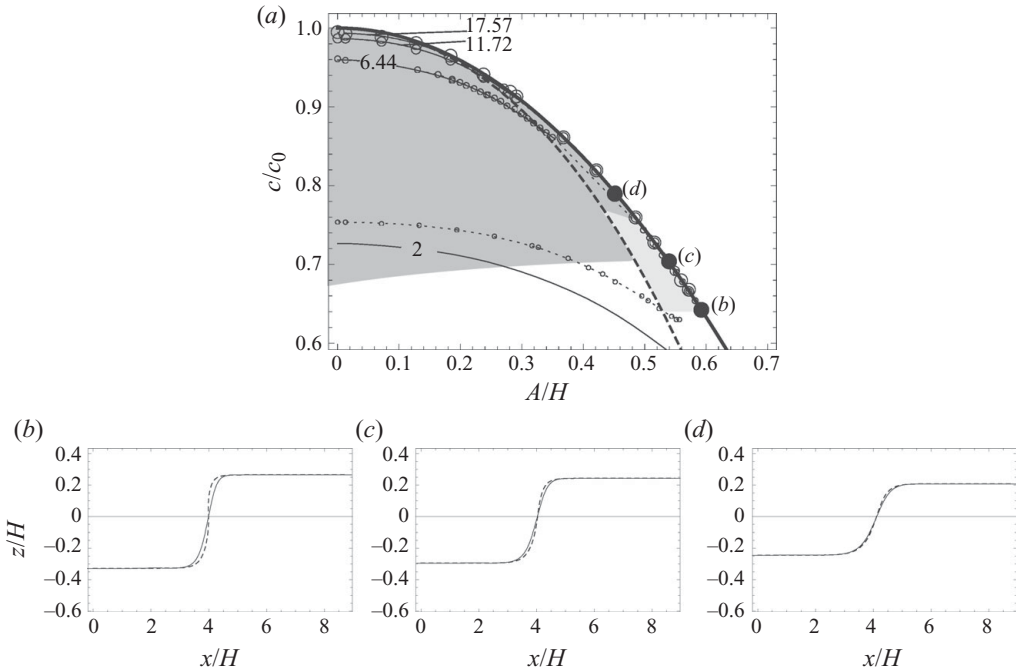 (a)
1.0
17.57
11.72
6.44
0.9
c/c0
0.8
(d)
2
0.7
(c)
(b)
0.6
0 0.1 0.2 0.3 0.4 0.5 0.6 0.7
A/H
(b) (c) (d)
0.4 0.4 0.4
0.2 0.2 0.2
z/H 0 0 0
–0.2 –0.2 –0.2
–0.4 –0.4 –0.4
–0.6 –0.6 –0.6
0 2 4 6 8 0 2 4 6 8 0 2 4 6 8
x/H x/H x/H